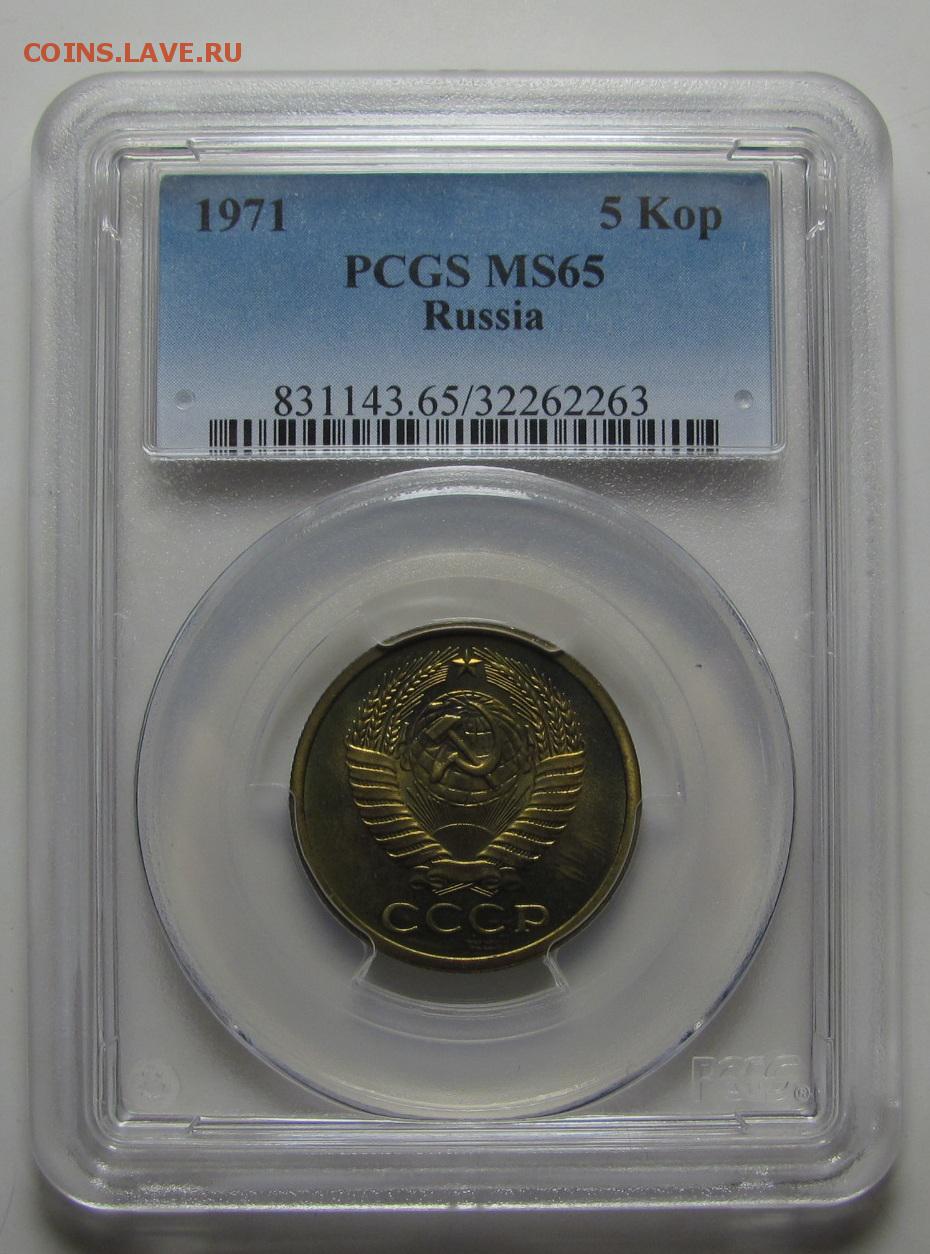 COINS.LAVE.RU
1971 5 Kop
PCGS MS65
Russia
831143.65/32262263
СССР
PCGS ®